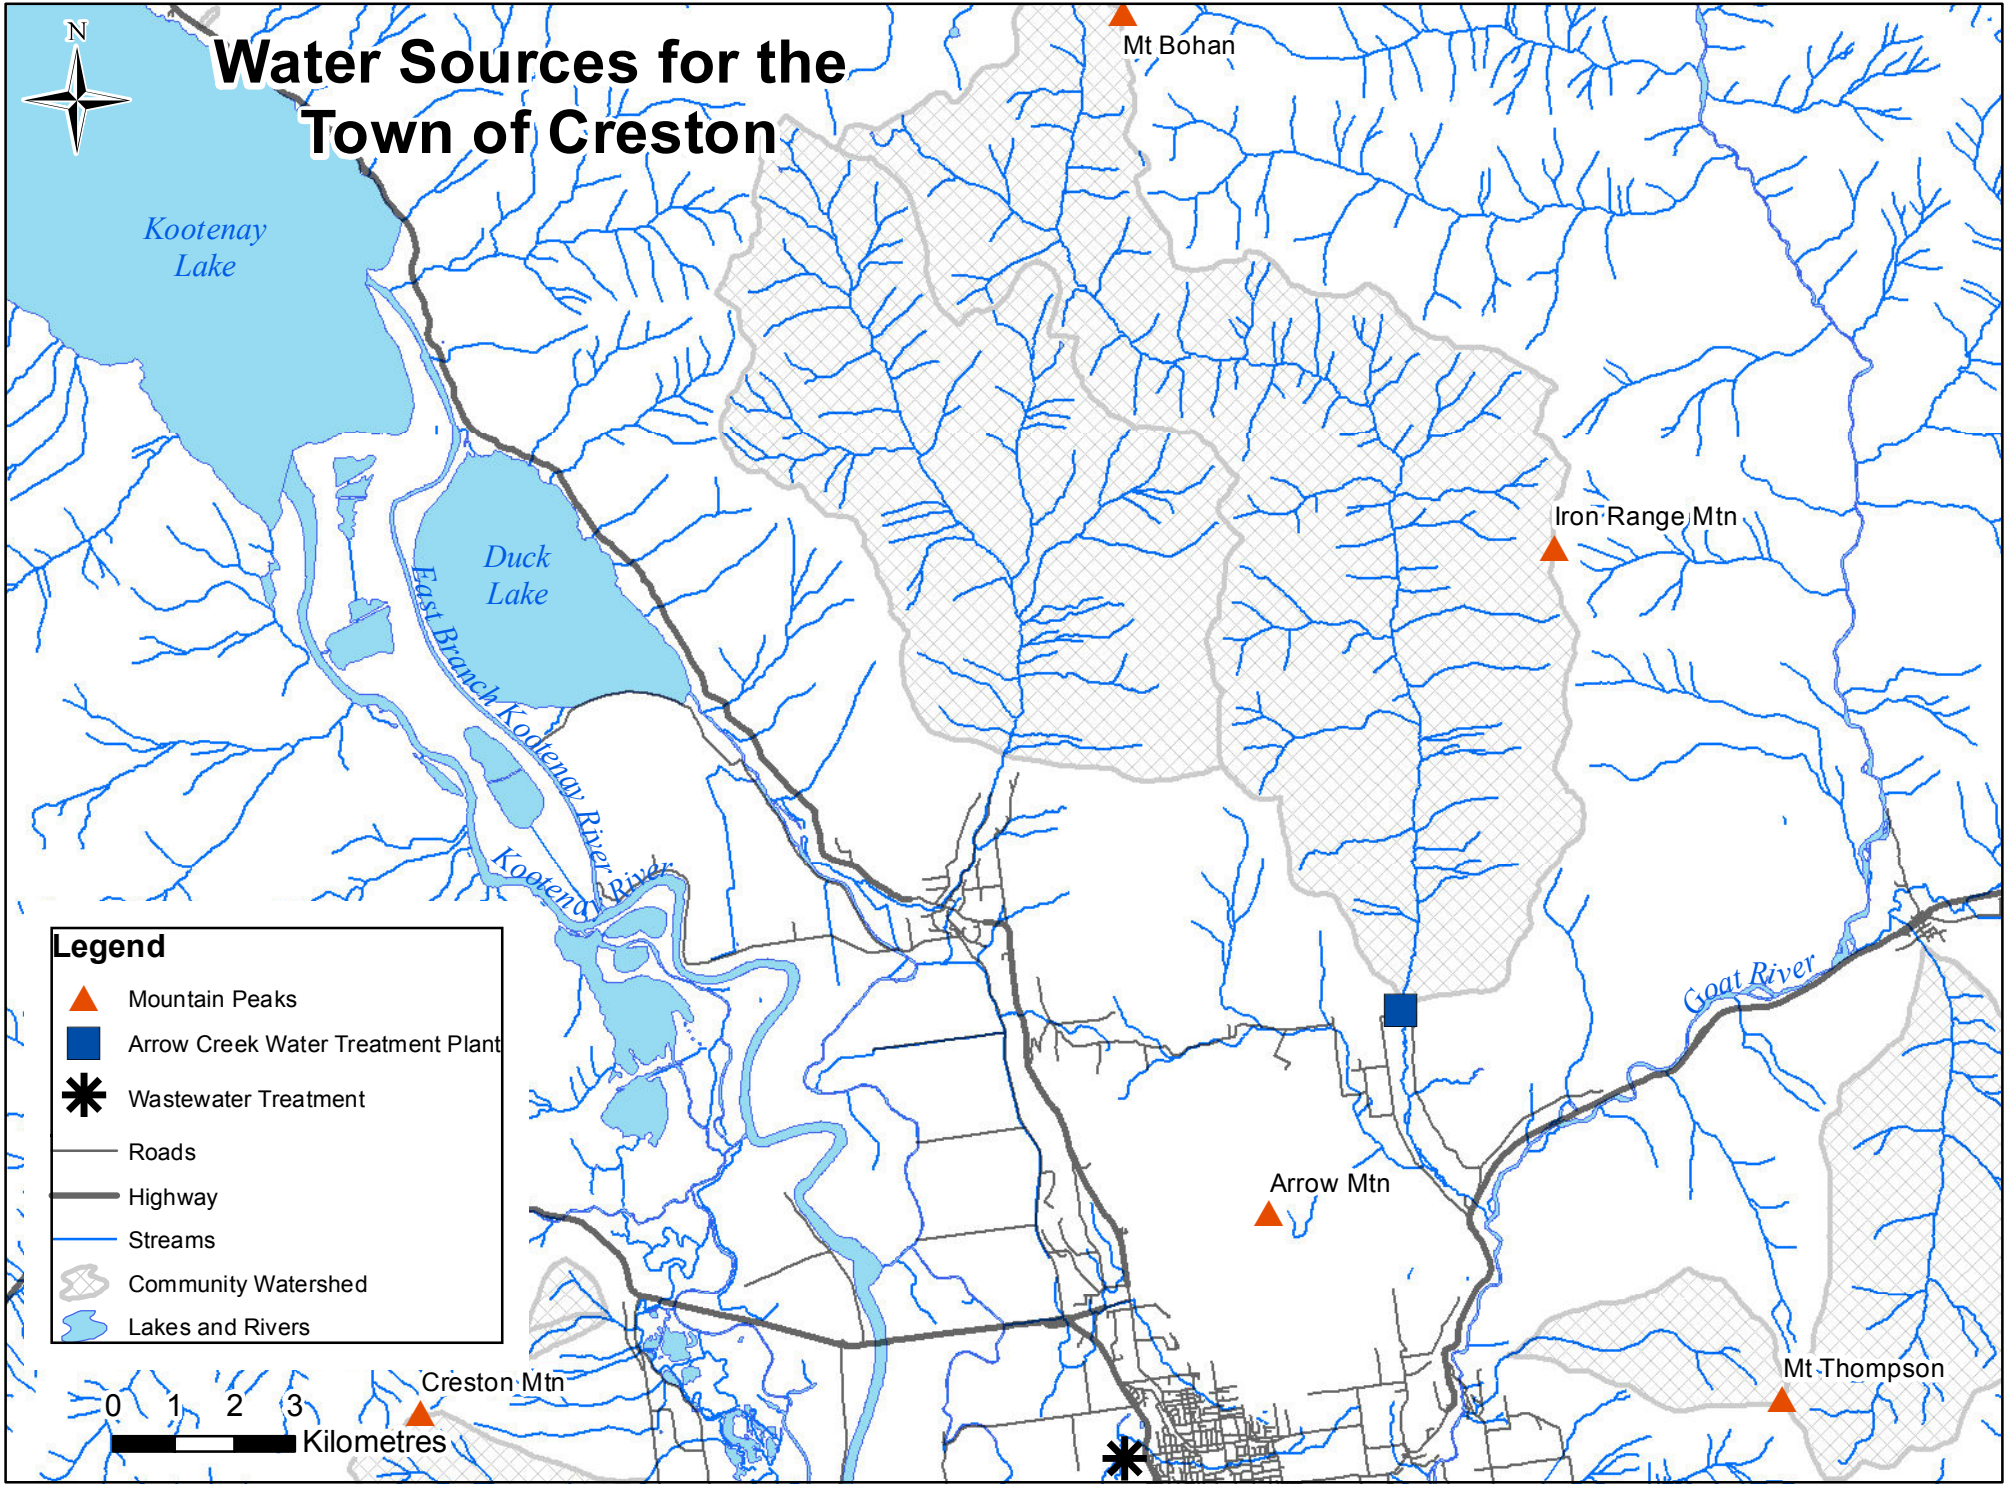 N
Water Sources for the
Town of Creston
Mt Bohan
Kootenay
Lake
Iron Range Mtn
Duck
Lake
East Branch Kootenay River
Kootenay River
Goat River
Legend
Mountain Peaks
Arrow Creek Water Treatment Plant
Wastewater Treatment
Roads
Highway
Streams
Community Watershed
Lakes and Rivers
Arrow Mtn
Mt Thompson
Creston Mtn
0 1 2 3
Kilometres